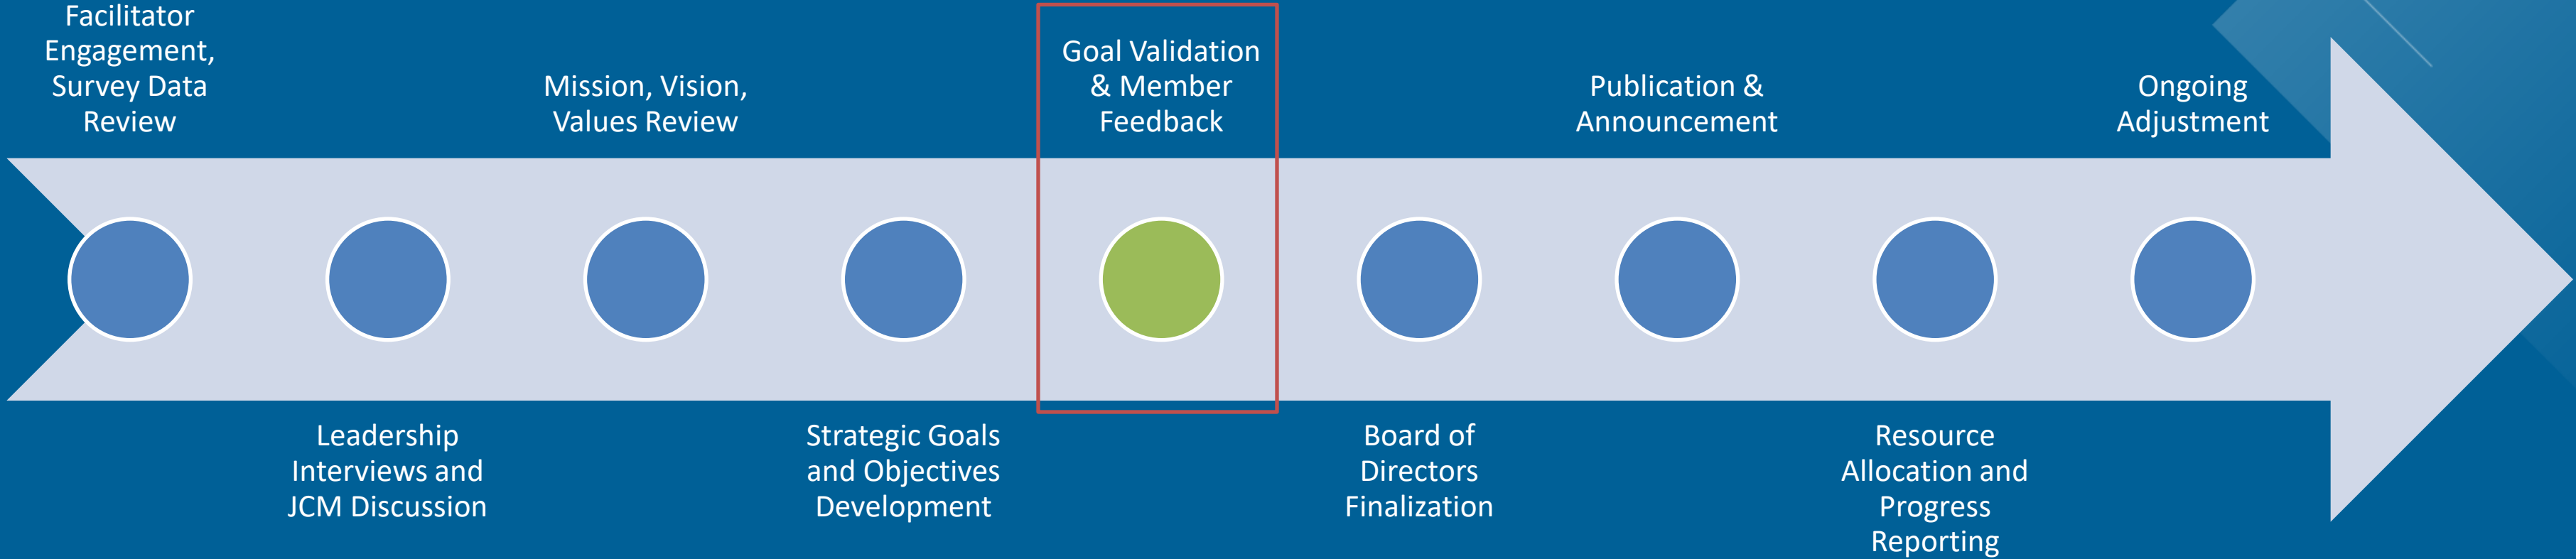 Facilitator
Engagement,
Survey Data
Review
Leadership
Interviews and
JCM Discussion
Mission, Vision,
Values Review
Strategic Goals
and Objectives
Development
Goal Validation
& Member
Feedback
Board of
Directors
Finalization
Publication &
Announcement
Resource
Allocation and
Progress
Reporting
Ongoing
Adjustment